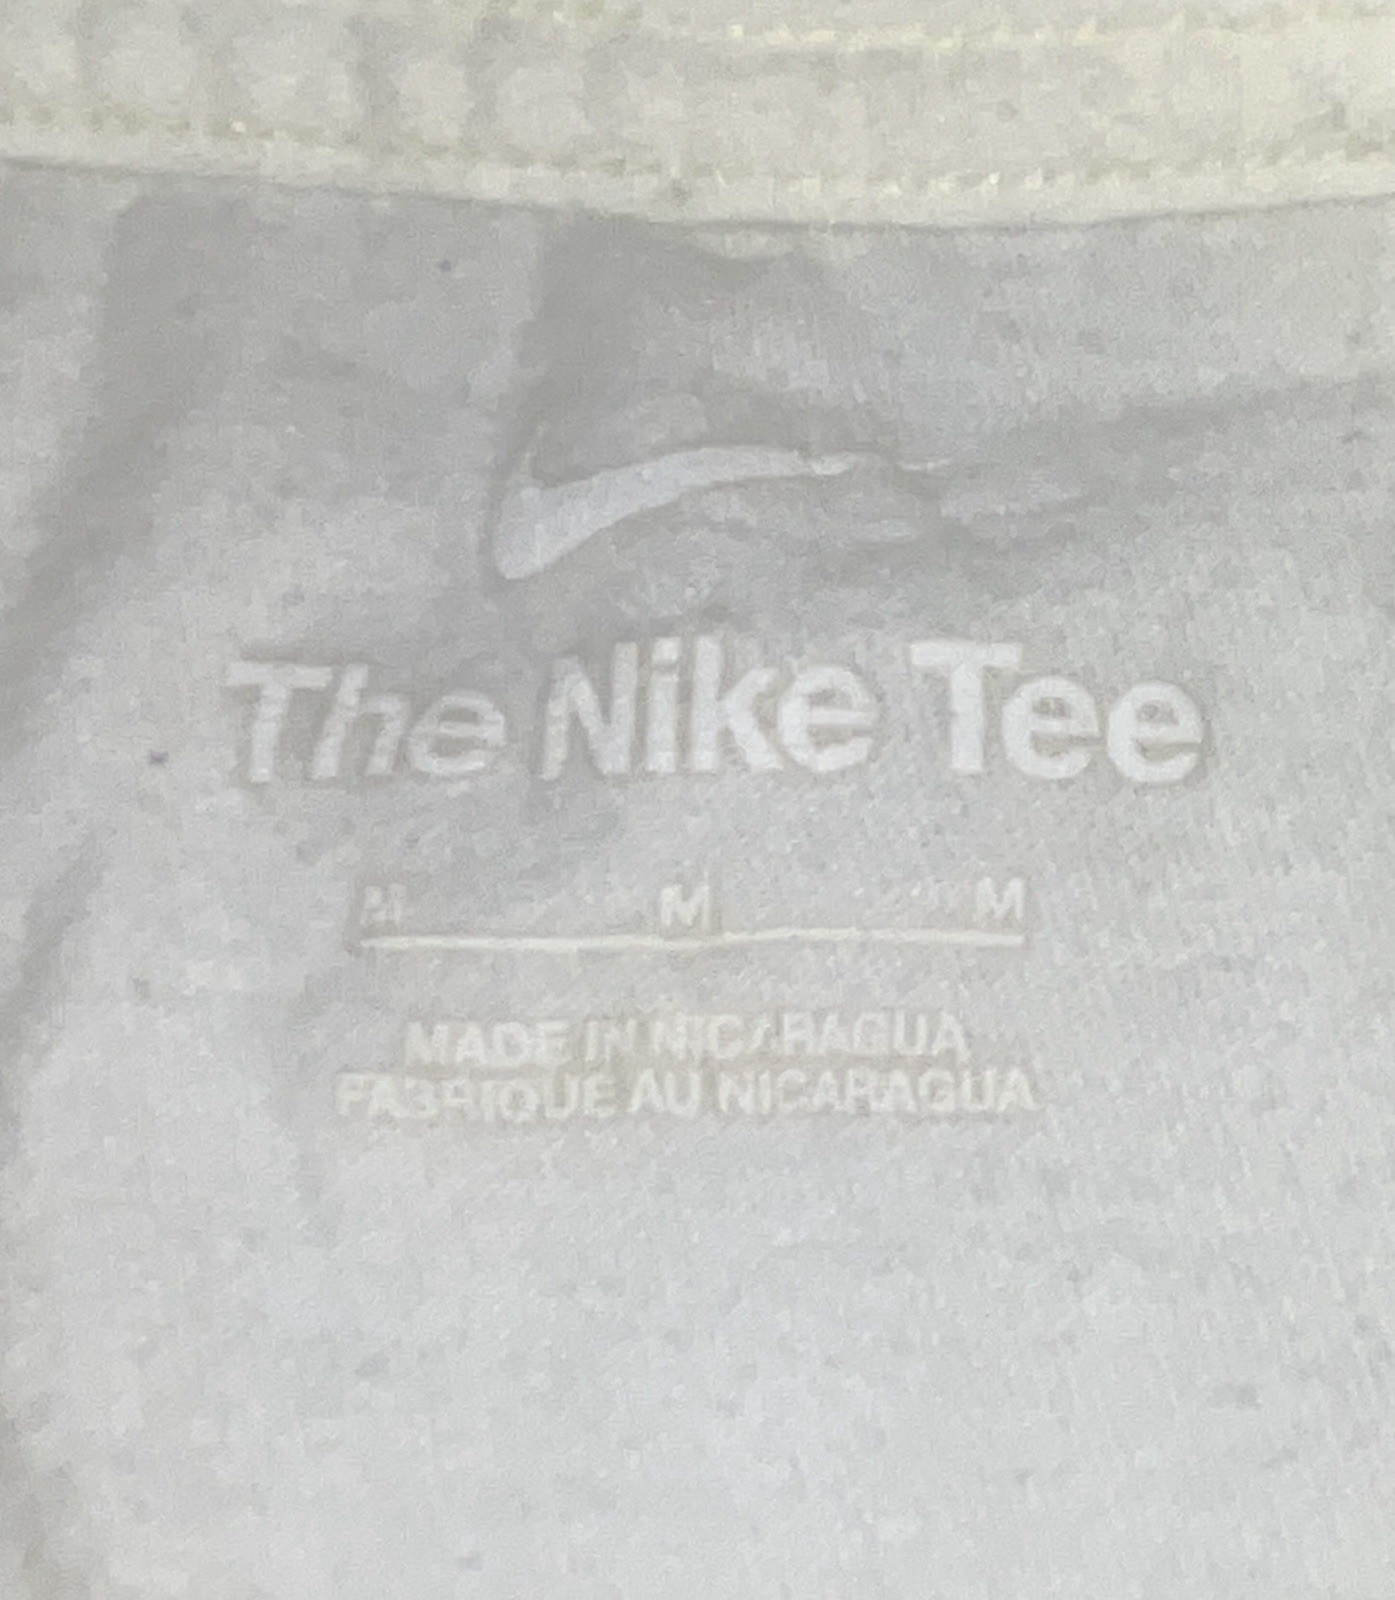 The Nike Tee
M M M
MADE IN NICARAGUA
FABRIQUE AU NICARAGUA